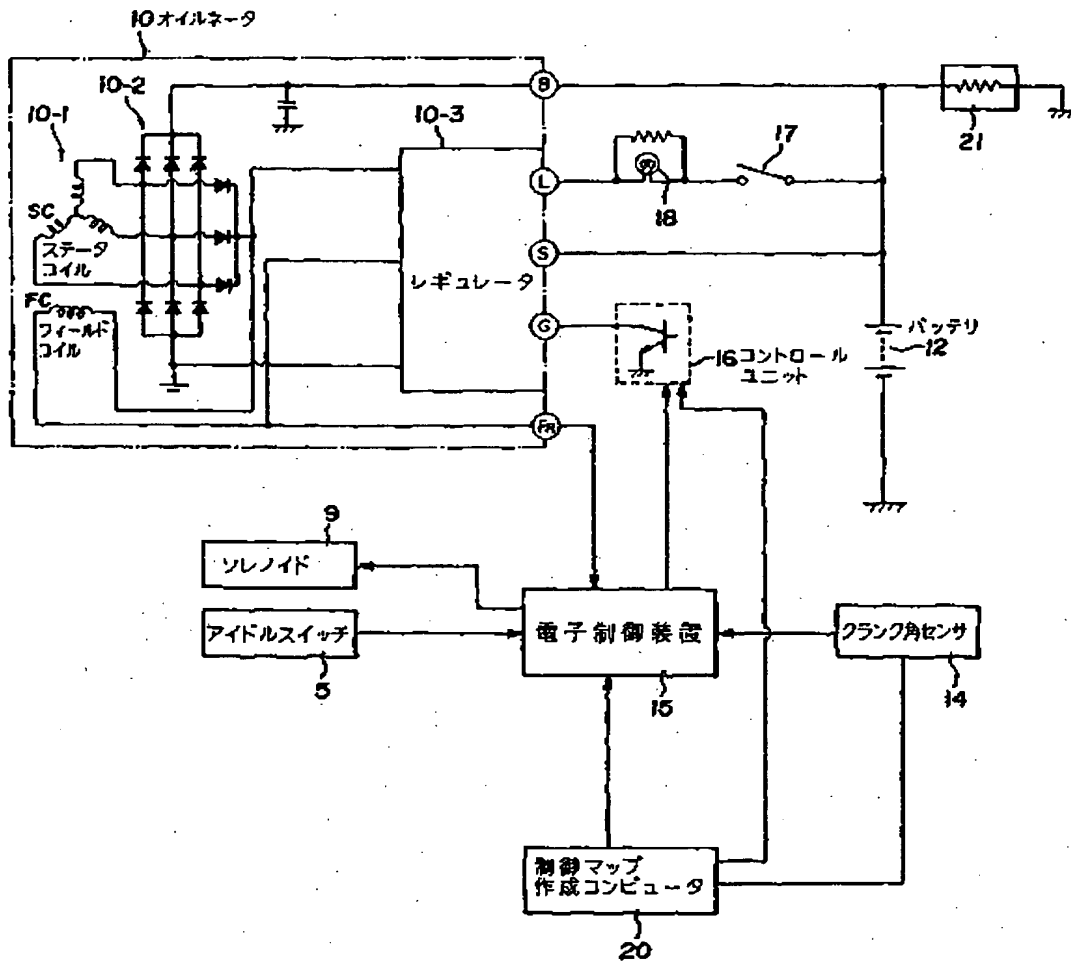 10 オイルネータ
10-2
10-1
10-3
B
21
17
L
18
SC
ステータ
コイル
S
レギュレータ
FC
フィールド
コイル
G
バッテリ
12
16 コントロール
ユニット
FR
9
ソレノイド
アイドルスイッチ
5
電子制御装置
15
クランク角センサ
14
制御マップ
作成コンピュータ
20